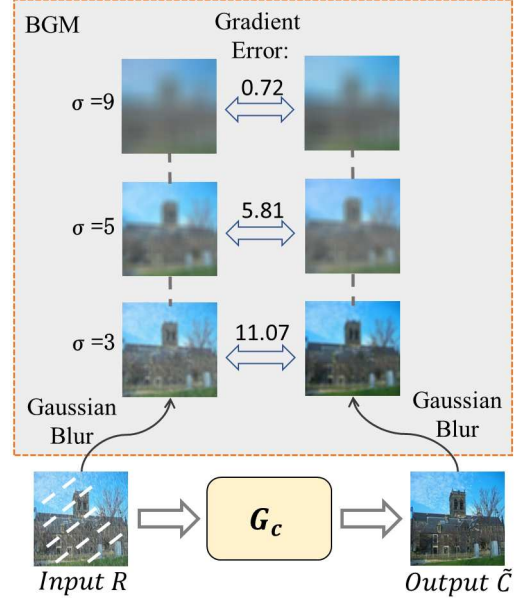 BGM
Gradient
Error:
σ =9
0.72
σ =5
5.81
σ =3
11.07
Gaussian
Blur
Gaussian
Blur
G_c
Input R
Output C̃